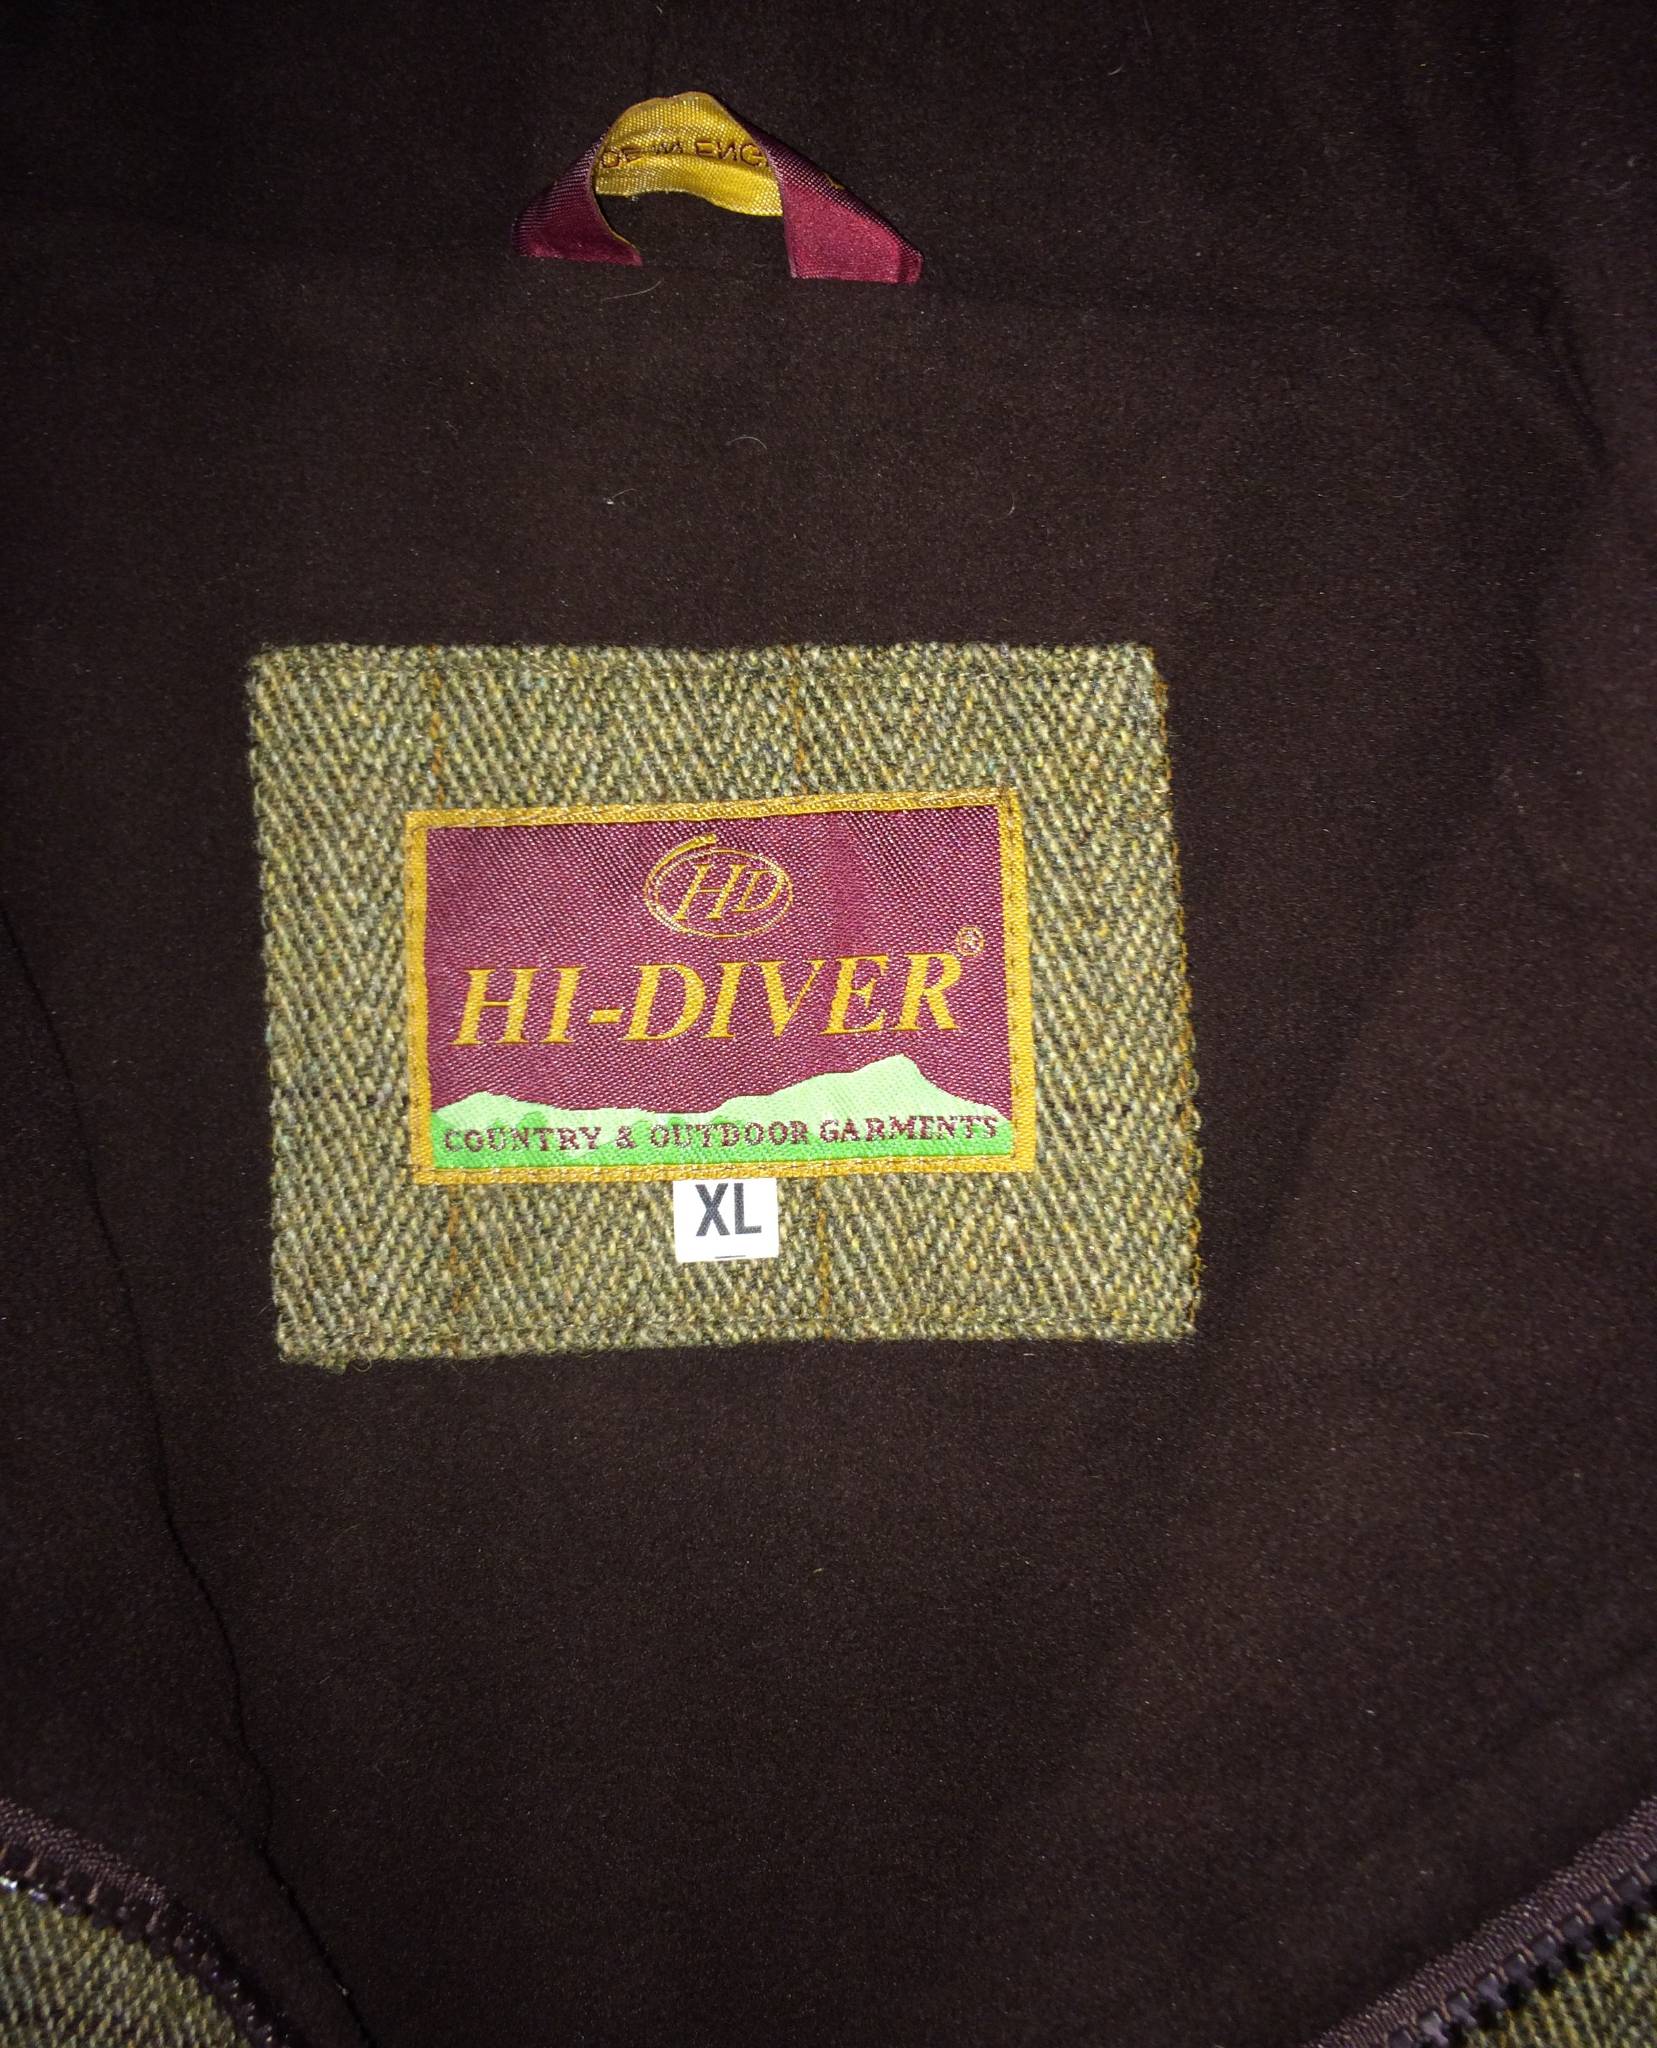 HD
HI-DIVER®
COUNTRY & OUTDOOR GARMENTS
XL